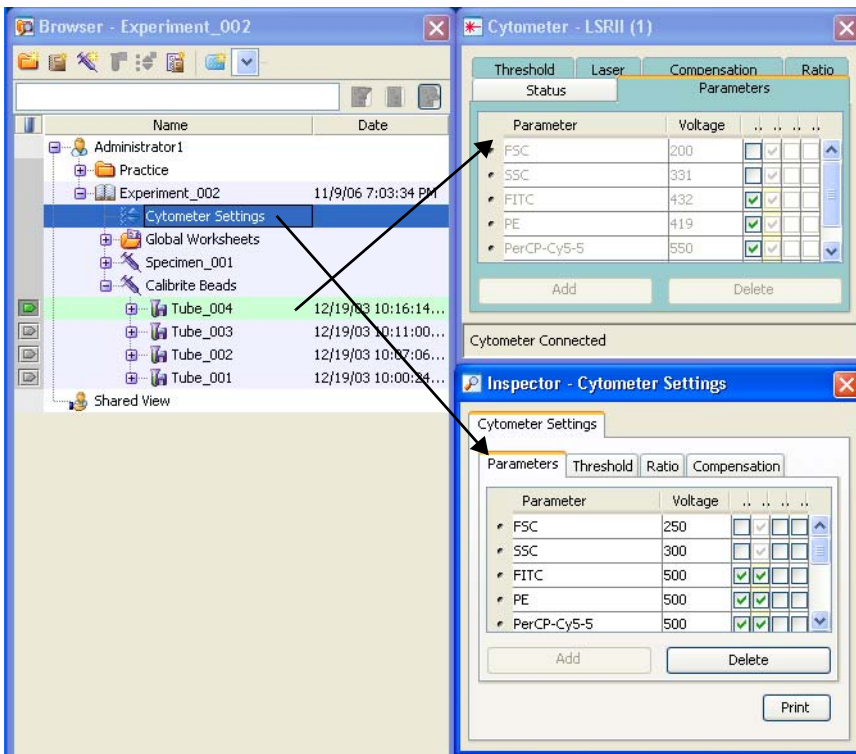 Browser - Experiment_002
Name Date
Administrator1
Practice
Experiment_002 11/9/06 7:03:34 PM
Cytometer Settings
Global Worksheets
Specimen_001
Calibrite Beads
Tube_004 12/19/03 10:16:14...
Tube_003 12/19/03 10:11:00...
Tube_002 12/19/03 10:07:06...
Tube_001 12/19/03 10:00:24...
Shared View
Cytometer - LSRII (1)
Threshold Laser Compensation Ratio
Status Parameters
Parameter Voltage .. .. .. ..
FSC 200
SSC 331
FITC 432
PE 419
PerCP-Cy5-5 550
Add Delete
Cytometer Connected
Inspector - Cytometer Settings
Cytometer Settings
Parameters Threshold Ratio Compensation
Parameter Voltage .. .. .. ..
FSC 250
SSC 300
FITC 500
PE 500
PerCP-Cy5-5 500
Add Delete
Print